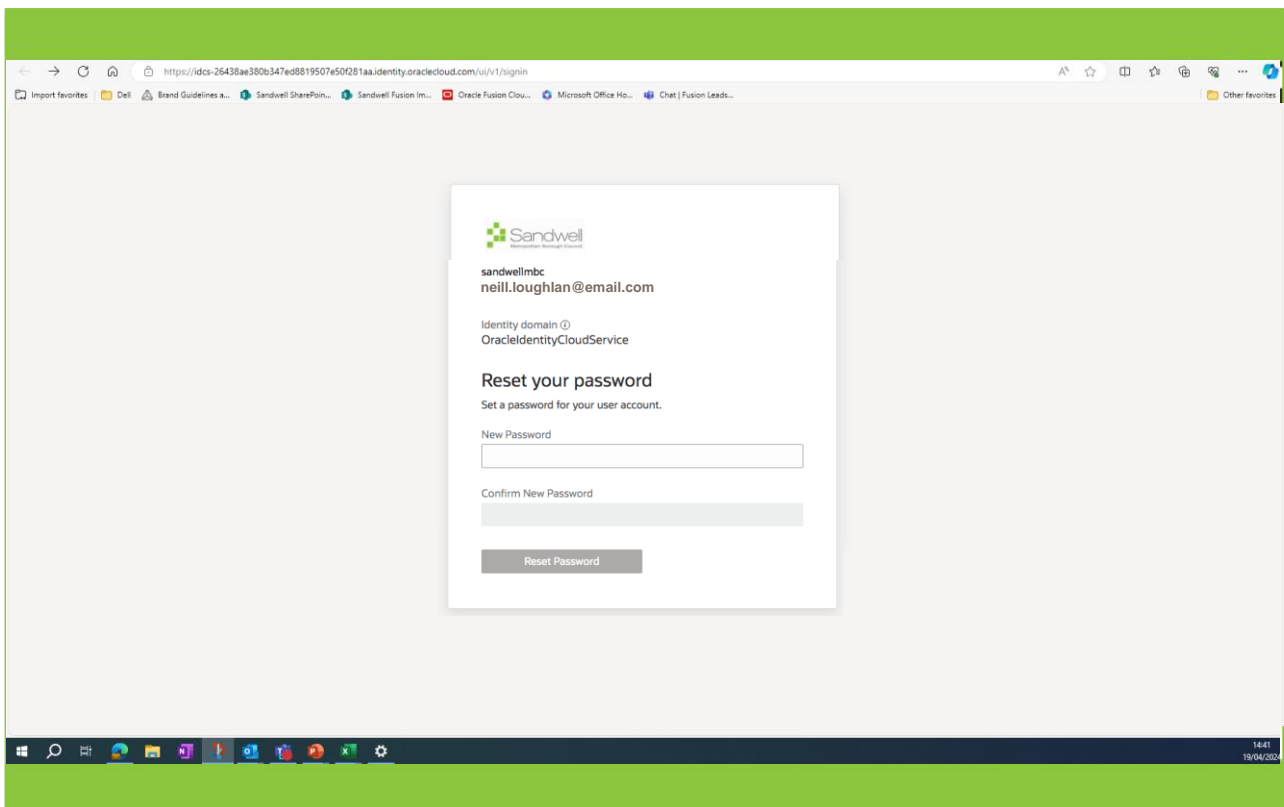 https://idcs-26438ae380b347ed8819507e50f281aa.identity.oraclecloud.com/ui/v1/signin
Import favorites Dell Brand Guidelines a... Sandwell SharePoin... Sandwell Fusion Im... Oracle Fusion Clou... Microsoft Office Ho... Chat | Fusion Leads... Other favorites
Sandwell
Metropolitan Borough Council
sandwellmbc
neill.loughlan@email.com
Identity domain
OracleIdentityCloudService
Reset your password
Set a password for your user account.
New Password
Confirm New Password
Reset Password
14:41
19/04/2024